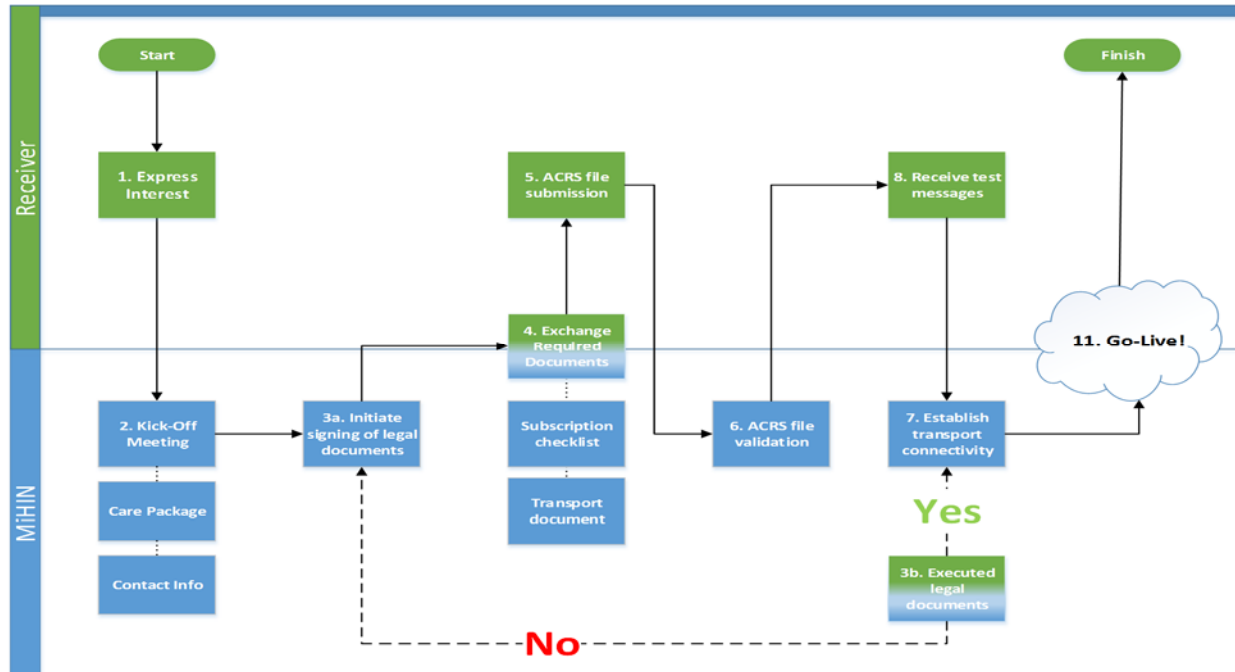 Receiver
Start
Finish
1. Express
Interest
5. ACRS file
submission
8. Receive test
messages
4. Exchange
Required
Documents
11. Go-Live!
MiHIN
2. Kick-Off
Meeting
3a. Initiate
signing of legal
documents
Subscription
checklist
6. ACRS file
validation
7. Establish
transport
connectivity
Care Package
Transport
document
Yes
Contact Info
3b. Executed
legal
documents
No